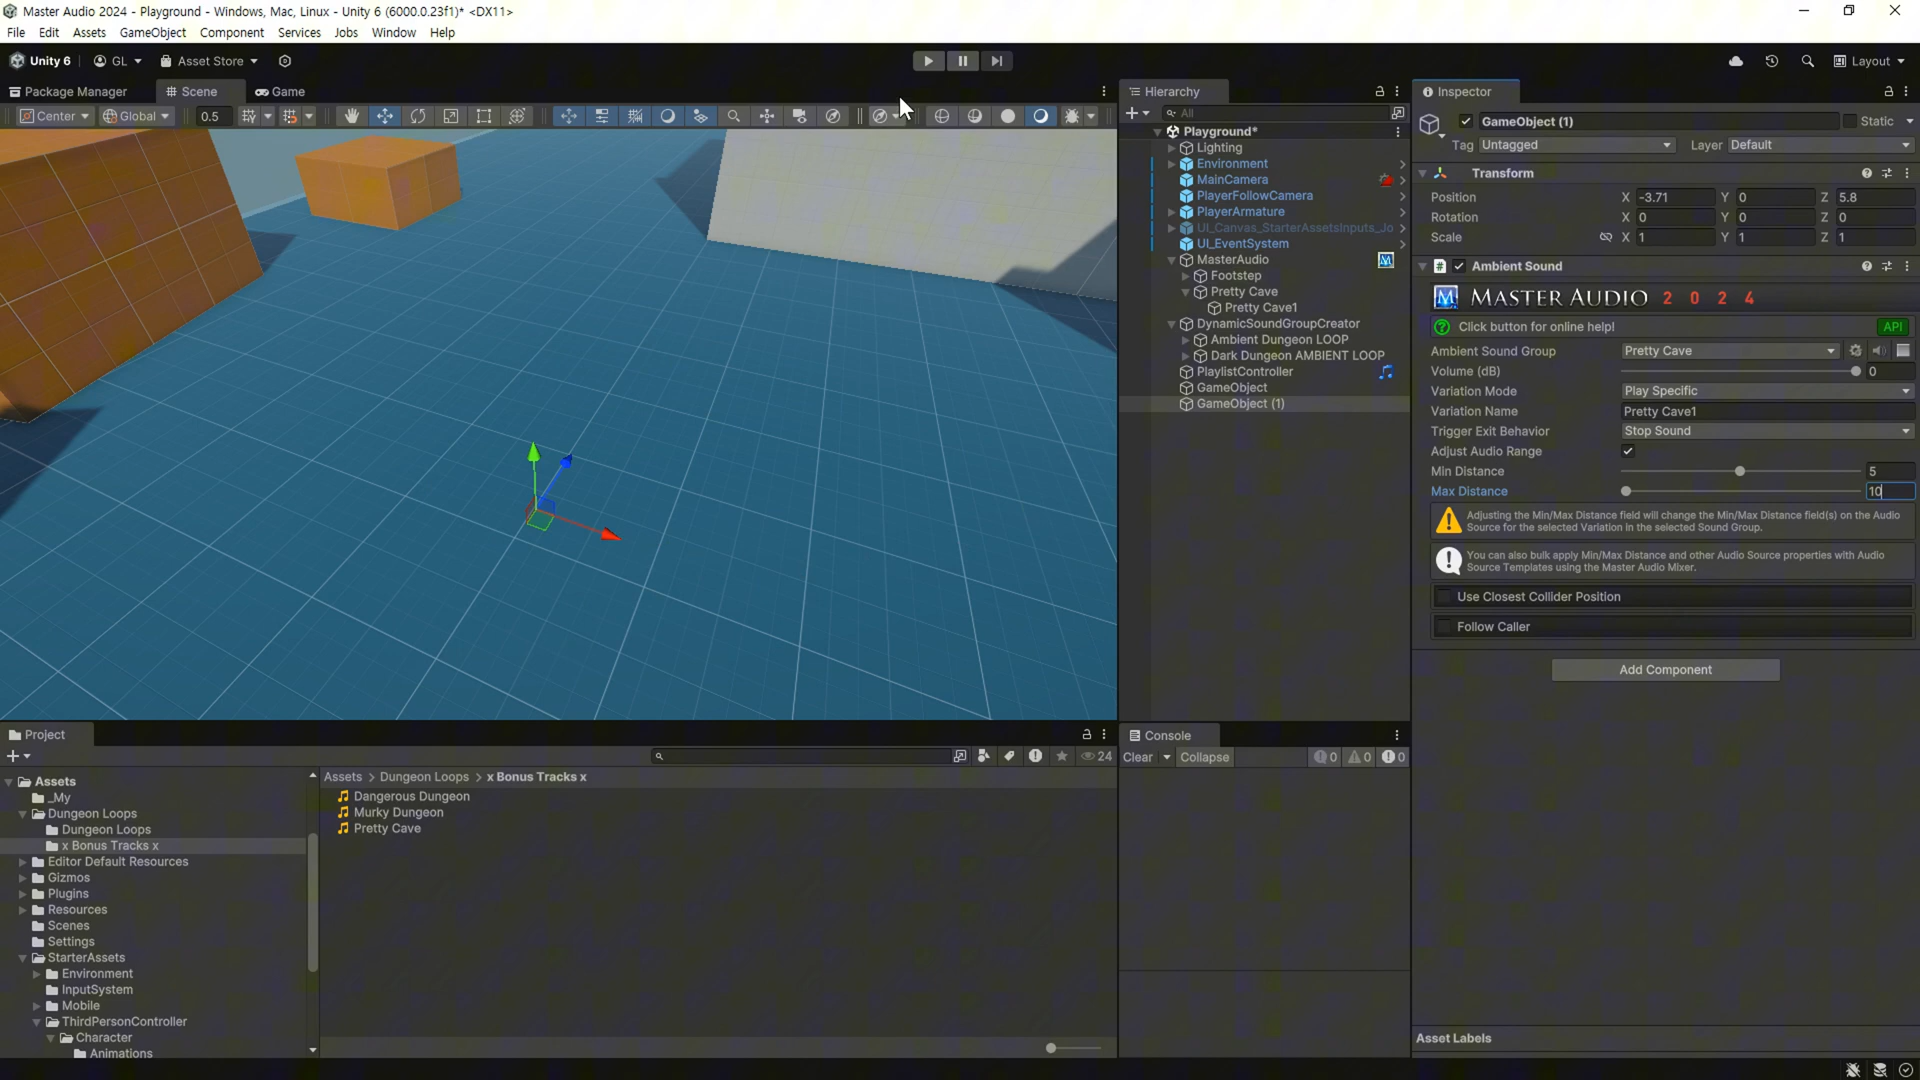 Master Audio 2024 - Playground - Windows, Mac, Linux - Unity 6 (6000.0.23f1)* <DX11>
File Edit Assets GameObject Component Services Jobs Window Help
Unity 6 GL Asset Store Layout
Package Manager Scene Game
Center Global 0.5
Hierarchy
All
Playground*
Lighting
Environment
MainCamera
PlayerFollowCamera
PlayerArmature
UI_Canvas_StarterAssetsInputs_Jo
UI_EventSystem
MasterAudio
Footstep
Pretty Cave
Pretty Cave1
DynamicSoundGroupCreator
Ambient Dungeon LOOP
Dark Dungeon AMBIENT LOOP
PlaylistController
GameObject
GameObject (1)
Inspector
GameObject (1) Static
Tag Untagged Layer Default
Transform
Position X -3.71 Y 0 Z 5.8
Rotation X 0 Y 0 Z 0
Scale X 1 Y 1 Z 1
Ambient Sound
MASTER AUDIO 2 0 2 4
Click button for online help! API
Ambient Sound Group Pretty Cave
Volume (dB) 0
Variation Mode Play Specific
Variation Name Pretty Cave1
Trigger Exit Behavior Stop Sound
Adjust Audio Range
Min Distance 5
Max Distance 10
Adjusting the Min/Max Distance field will change the Min/Max Distance field(s) on the Audio
Source for the selected Variation in the selected Sound Group.
You can also bulk apply Min/Max Distance and other Audio Source properties with Audio
Source Templates using the Master Audio Mixer.
Use Closest Collider Position
Follow Caller
Add Component
Asset Labels
Project
24
Assets
_My
Dungeon Loops
Dungeon Loops
x Bonus Tracks x
Editor Default Resources
Gizmos
Plugins
Resources
Scenes
Settings
StarterAssets
Environment
InputSystem
Mobile
ThirdPersonController
Character
Animations
Assets > Dungeon Loops > x Bonus Tracks x
Dangerous Dungeon
Murky Dungeon
Pretty Cave
Console
Clear Collapse 0 0 0